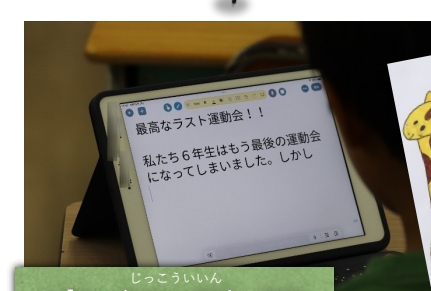 最高なラスト運動会！！
私たち６年生はもう最後の運動会
になってしまいました。しかし
じっこういいん